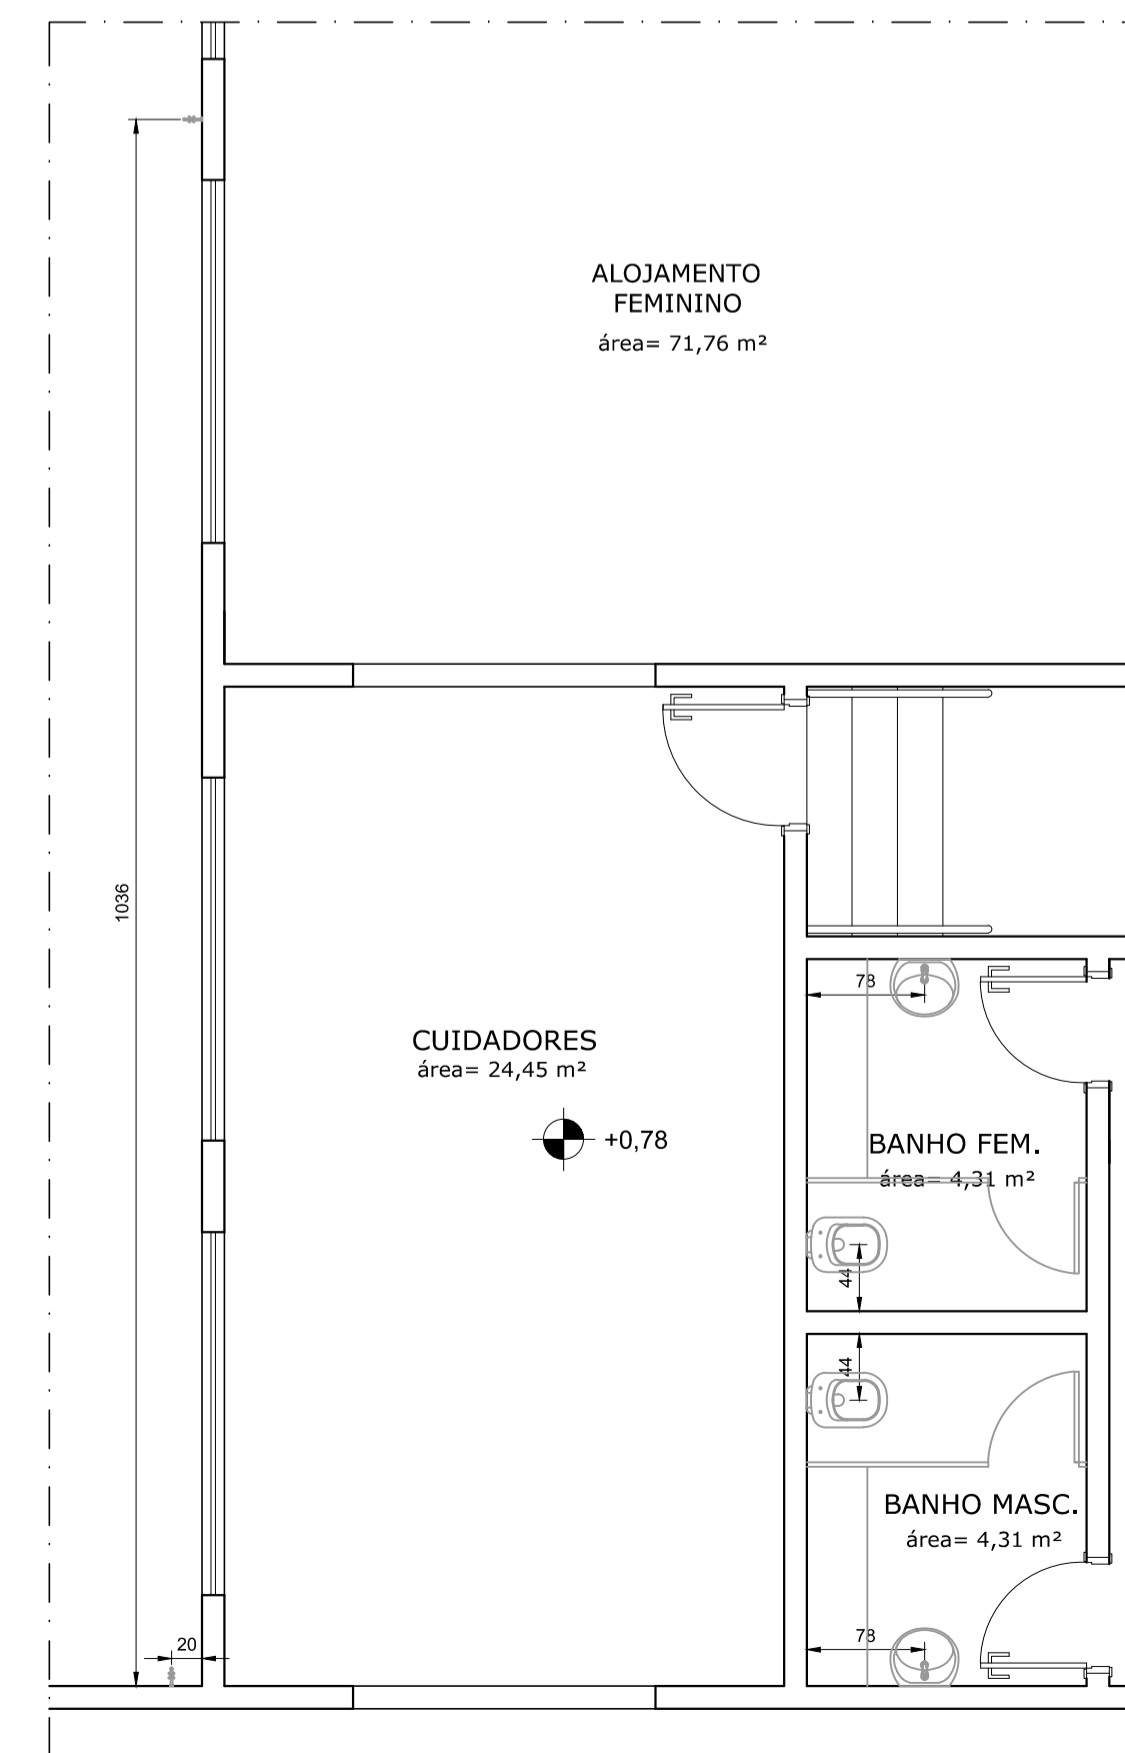 ALOJAMENTO
FEMININO
área= 71,76 m²
1036
78
CUIDADORES
área= 24,45 m²
+0,78
BANHO FEM.
área= 4,31 m²
44
44
BANHO MASC.
área= 4,31 m²
78
20